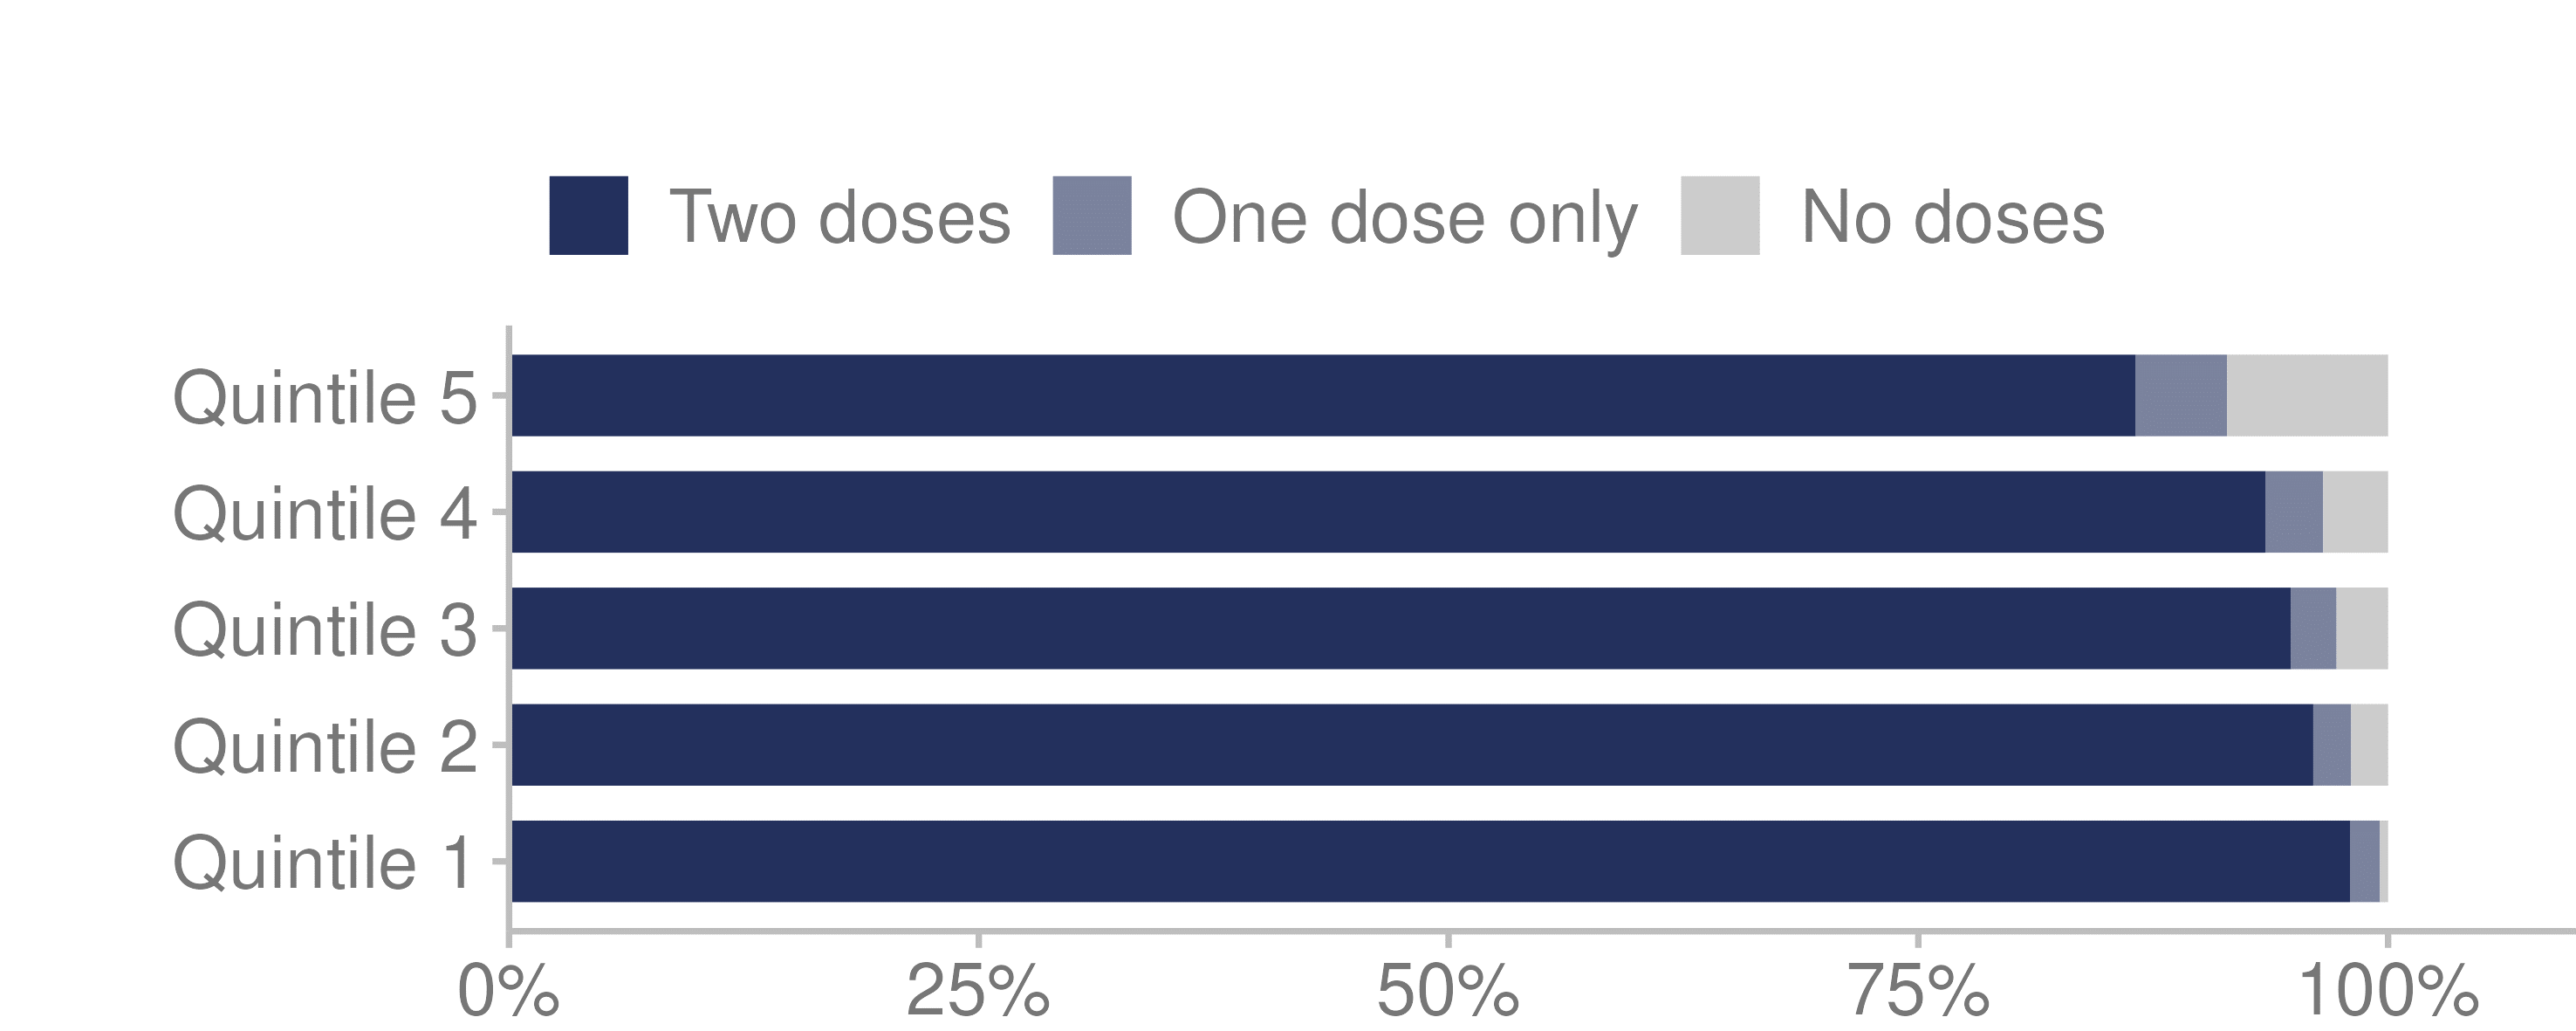 Two doses One dose only No doses
Quintile 5
Quintile 4
Quintile 3
Quintile 2
Quintile 1
0% 25% 50% 75% 100%